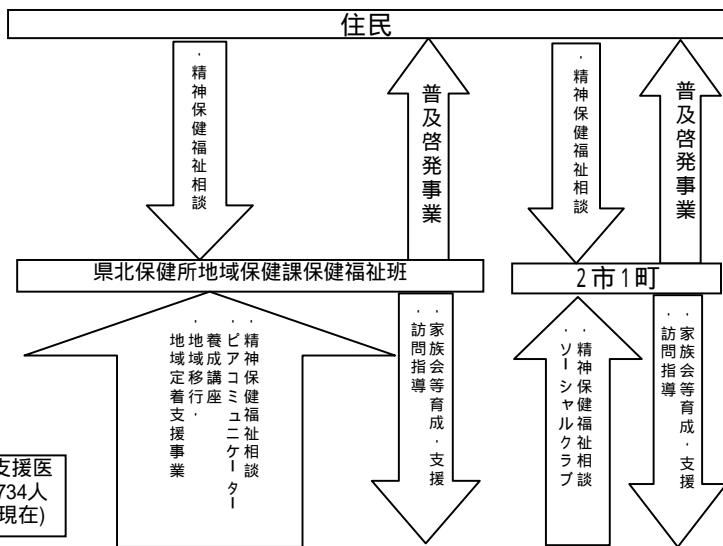 住民
・精神保健福祉相談
普及啓発事業
・精神保健福祉相談
普及啓発事業
県北保健所地域保健課保健福祉班
2市1町
・精神保健福祉相談
・ピアコミュニケーター
養成講座
・地域移行・
地域定着支援事業
・家族会等育成・支援
・訪問指導
・精神保健福祉相談
・ソーシャルクラブ
・家族会等育成・支援
・訪問指導
支援医
734人
現在)